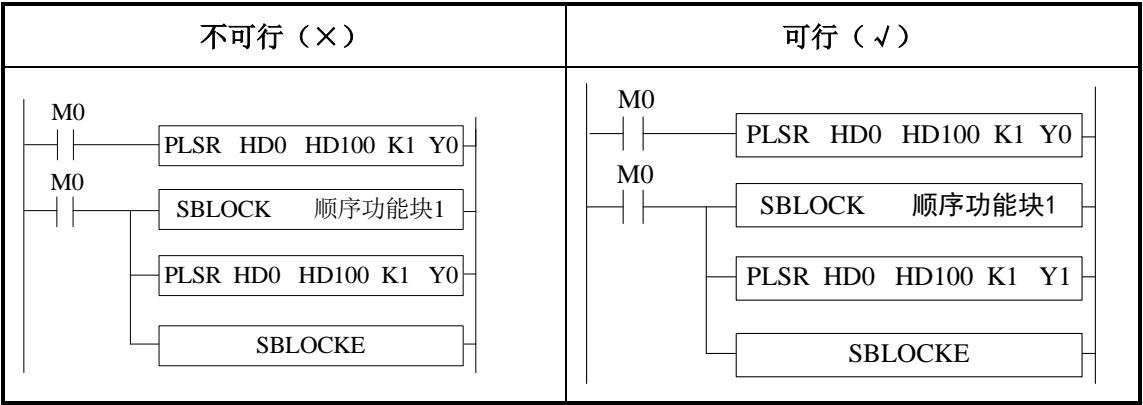 不可行（×） 可行（√）
M0
PLSR HD0 HD100 K1 Y0
M0
SBLOCK 顺序功能块1
PLSR HD0 HD100 K1 Y0
SBLOCKE
M0
PLSR HD0 HD100 K1 Y0
M0
SBLOCK 顺序功能块1
PLSR HD0 HD100 K1 Y1
SBLOCKE